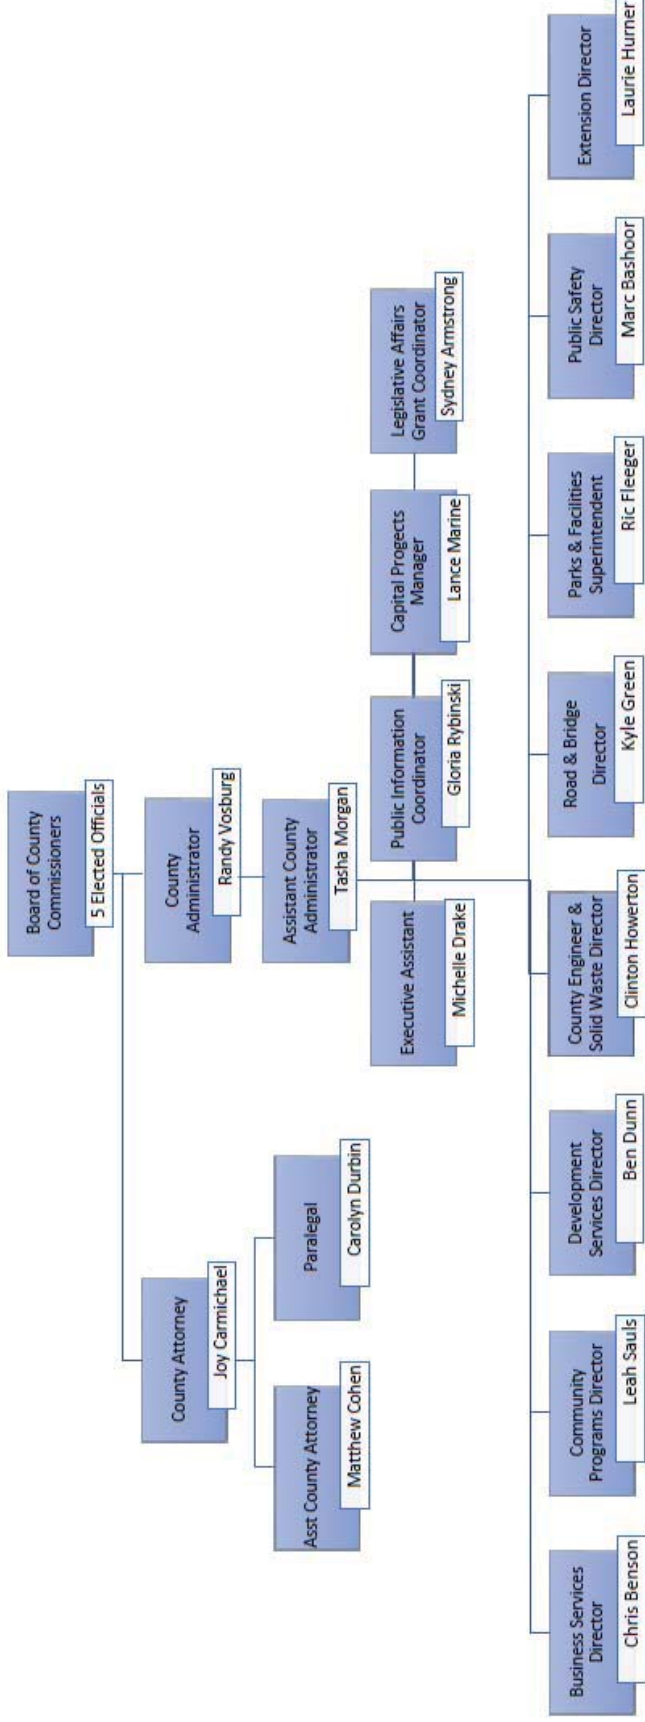 Board of County
Commissioners
5 Elected Officials
County Attorney
Joy Carmichael
County
Administrator
Randy Vosburg
Asst County Attorney
Matthew Cohen
Paralegal
Carolyn Durbin
Assistant County
Administrator
Tasha Morgan
Executive Assistant
Michelle Drake
Public Information
Coordinator
Gloria Rybinski
Capital Progects
Manager
Lance Marine
Legislative Affairs
Grant Coordinator
Sydney Armstrong
Business Services
Director
Chris Benson
Community
Programs Director
Leah Sauls
Development
Services Director
Ben Dunn
County Engineer &
Solid Waste Director
Clinton Howerton
Road & Bridge
Director
Kyle Green
Parks & Facilities
Superintendent
Ric Fleeger
Public Safety
Director
Marc Bashoor
Extension Director
Laurie Hurner